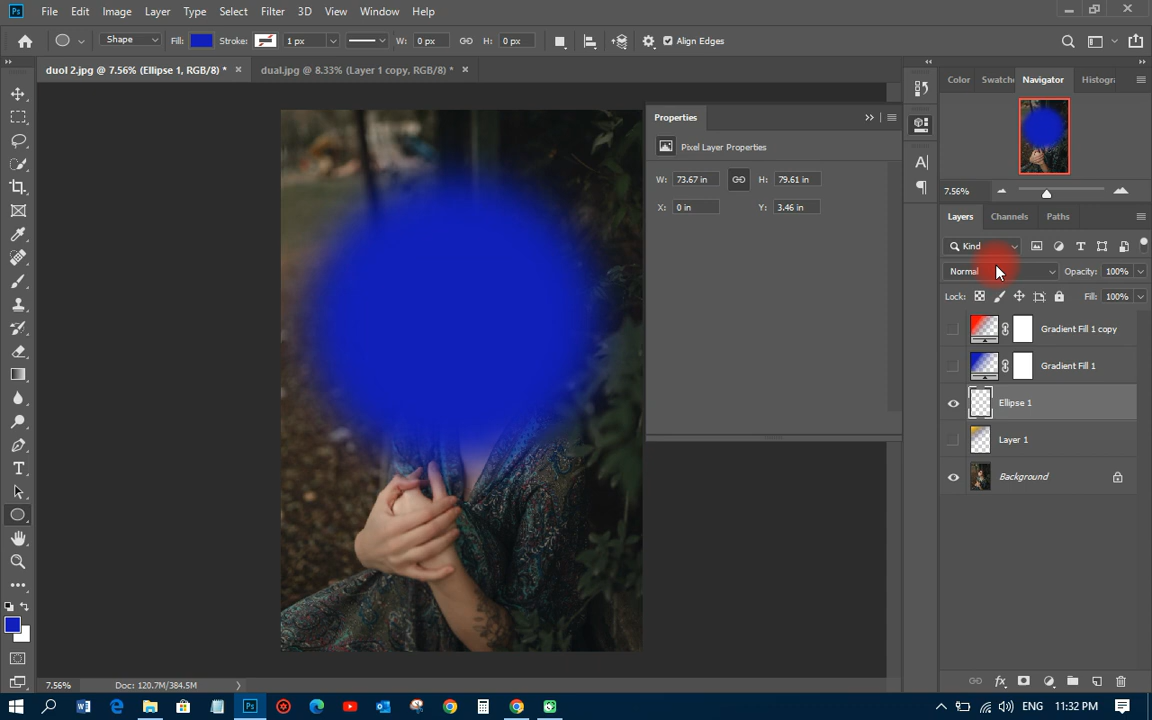 Ps File Edit Image Layer Type Select Filter 3D View Window Help
Shape Fill: Stroke: 1 px W: 0 px H: 0 px Align Edges
duol 2.jpg @ 7.56% (Ellipse 1, RGB/8) * × dual.jpg @ 8.33% (Layer 1 copy, RGB/8) * ×
Color Swatche Navigator Histogra
Properties
Pixel Layer Properties
W: 73.67 in H: 79.61 in
X: 0 in Y: 3.46 in
7.56%
Layers Channels Paths
Kind
Normal Opacity: 100%
Lock: Fill: 100%
Gradient Fill 1 copy
Gradient Fill 1
Ellipse 1
Layer 1
Background
7.56% Doc: 120.7M/384.5M
ENG 11:32 PM